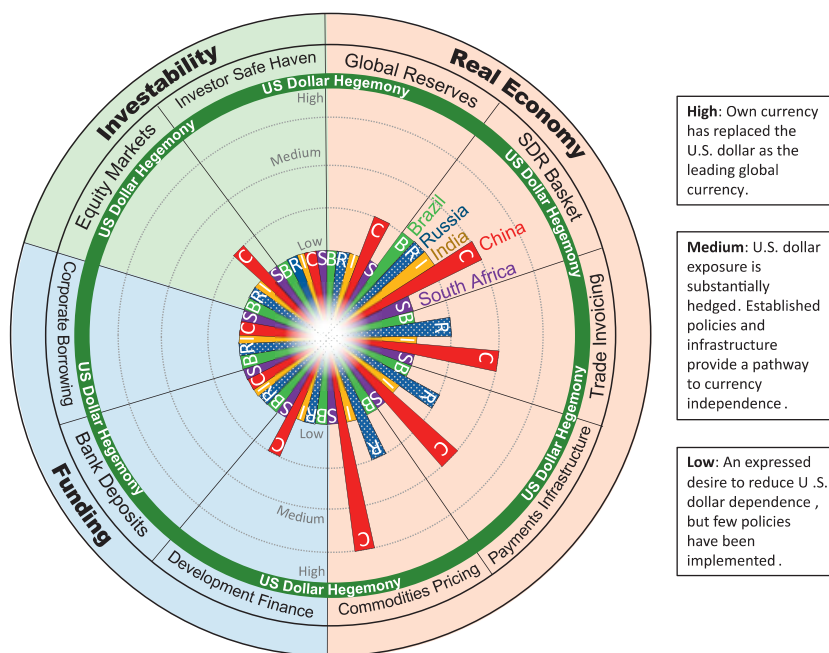 Investability
Real Economy
Funding
Investor Safe Haven
Global Reserves
SDR Basket
Trade Invoicing
Payments Infrastructure
Commodities Pricing
Development Finance
Bank Deposits
Corporate Borrowing
Equity Markets
US Dollar Hegemony
US Dollar Hegemony
US Dollar Hegemony
US Dollar Hegemony
US Dollar Hegemony
US Dollar Hegemony
US Dollar Hegemony
High
Medium
Low
Brazil
Russia
India
China
South Africa
Low
Medium
High
High: Own currency
has replaced the
U.S. dollar as the
leading global
currency.
Medium: U.S. dollar
exposure is
substantially
hedged. Established
policies and
infrastructure
provide a pathway
to currency
independence .
Low: An expressed
desire to reduce U .S.
dollar dependence ,
but few policies
have been
implemented .